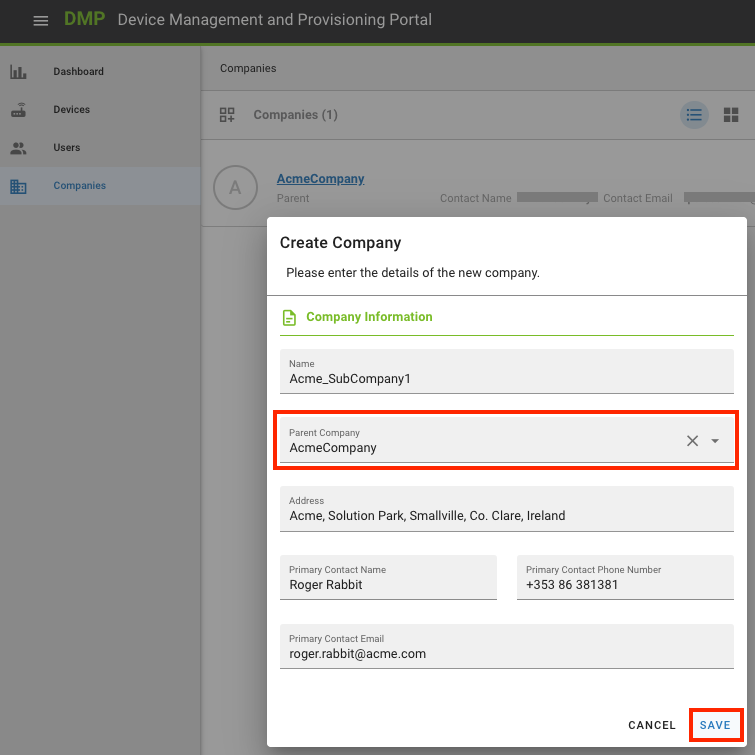 DMP Device Management and Provisioning Portal
Dashboard
Devices
Users
Companies
Companies
Companies (1)
A
AcmeCompany
Parent
Contact Name
Contact Email
Create Company
Please enter the details of the new company.
Company Information
Name
Acme_SubCompany1
Parent Company
AcmeCompany
Address
Acme, Solution Park, Smallville, Co. Clare, Ireland
Primary Contact Name
Roger Rabbit
Primary Contact Phone Number
+353 86 381381
Primary Contact Email
roger.rabbit@acme.com
CANCEL
SAVE